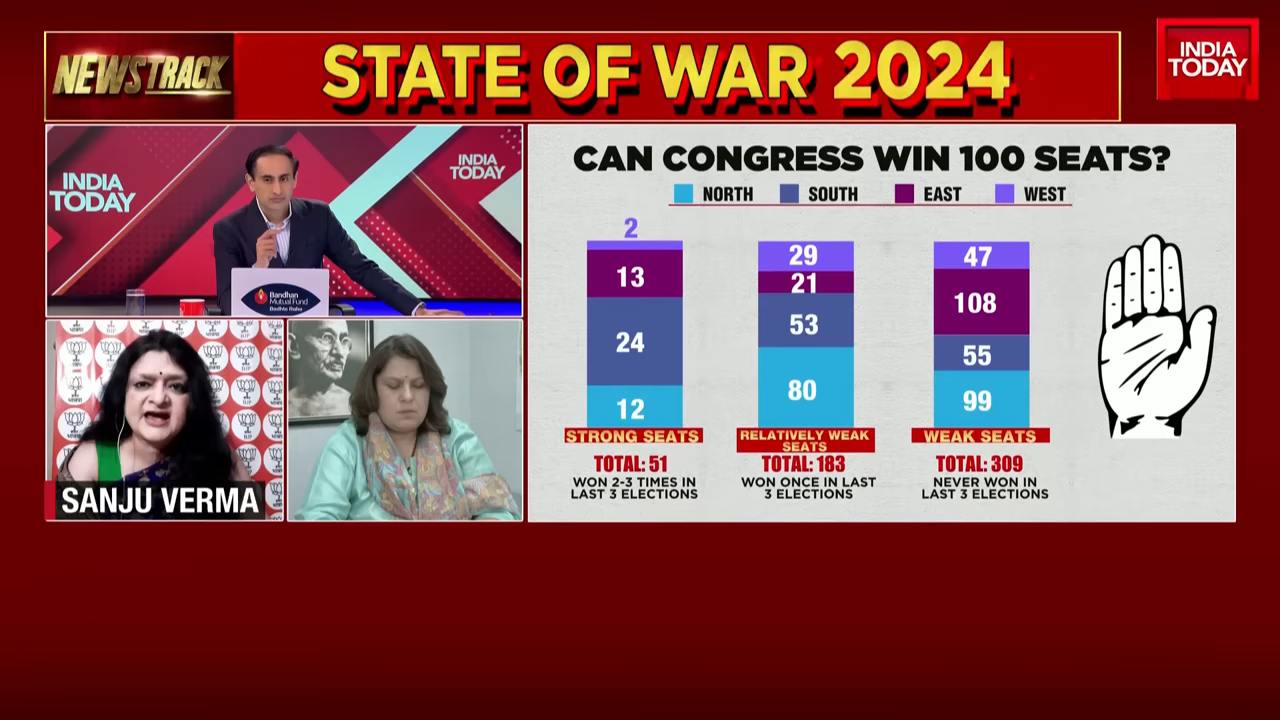 NEWSTRACK
STATE OF WAR 2024
INDIA
TODAY
INDIA
TODAY
INDIA
TODAY
Bandhan
Mutual Fund
Badhte Raho
SANJU VERMA
CAN CONGRESS WIN 100 SEATS?
NORTH SOUTH EAST WEST
2
13
24
12
STRONG SEATS
TOTAL: 51
WON 2-3 TIMES IN
LAST 3 ELECTIONS
29
21
53
80
RELATIVELY WEAK
SEATS
TOTAL: 183
WON ONCE IN LAST
3 ELECTIONS
47
108
55
99
WEAK SEATS
TOTAL: 309
NEVER WON IN
LAST 3 ELECTIONS